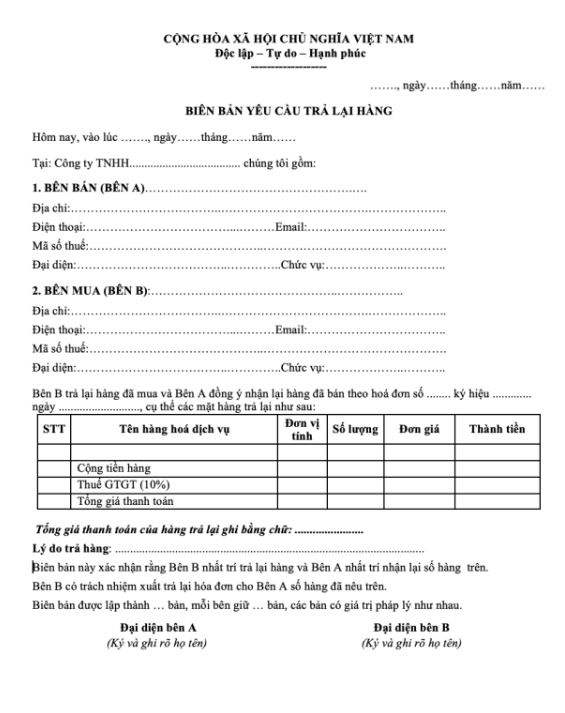 CỘNG HÒA XÃ HỘI CHỦ NGHĨA VIỆT NAM
Độc lập – Tự do – Hạnh phúc
-------------------
……., ngày……tháng……năm……
BIÊN BẢN YÊU CẦU TRẢ LẠI HÀNG
Hôm nay, vào lúc ……., ngày……tháng……năm……
Tại: Công ty TNHH...................................... chúng tôi gồm:
1. BÊN BÁN (BÊN A)……………………………………………….…
Địa chỉ:…………………………………..…………………………………………………..
Điện thoại:…………………………………...………Email:……………………………..
Mã số thuế:………………………………………..………………………………………….
Đại diện:…………………………………..…………..Chức vụ:………………..………..
2. BÊN MUA (BÊN B):…………………………………………..……………..
Địa chỉ:…………………………………..…………………………………………………..
Điện thoại:…………………………………...………Email:……………………………..
Mã số thuế:………………………………………..………………………………………….
Đại diện:…………………………………..…………..Chức vụ:………………..………..
Bên B trả lại hàng đã mua và Bên A đồng ý nhận lại hàng đã bán theo hoá đơn số ........ ký hiệu .............
ngày ............................, cụ thể các mặt hàng trả lại như sau:
STT Tên hàng hoá dịch vụ Đơn vị tính Số lượng Đơn giá Thành tiền
Cộng tiền hàng
Thuế GTGT (10%)
Tổng giá thanh toán
Tổng giá thanh toán của hàng trả lại ghi bằng chữ: ........................
Lý do trả hàng: ..........................................................................................................
Biên bản này xác nhận rằng Bên B nhất trí trả lại hàng và Bên A nhất trí nhận lại số hàng trên.
Bên B có trách nhiệm xuất trả lại hóa đơn cho Bên A số hàng đã nêu trên.
Biên bản được lập thành … bản, mỗi bên giữ … bản, các bản có giá trị pháp lý như nhau.
Đại diện bên A Đại diện bên B
(Ký và ghi rõ họ tên) (Ký và ghi rõ họ tên)